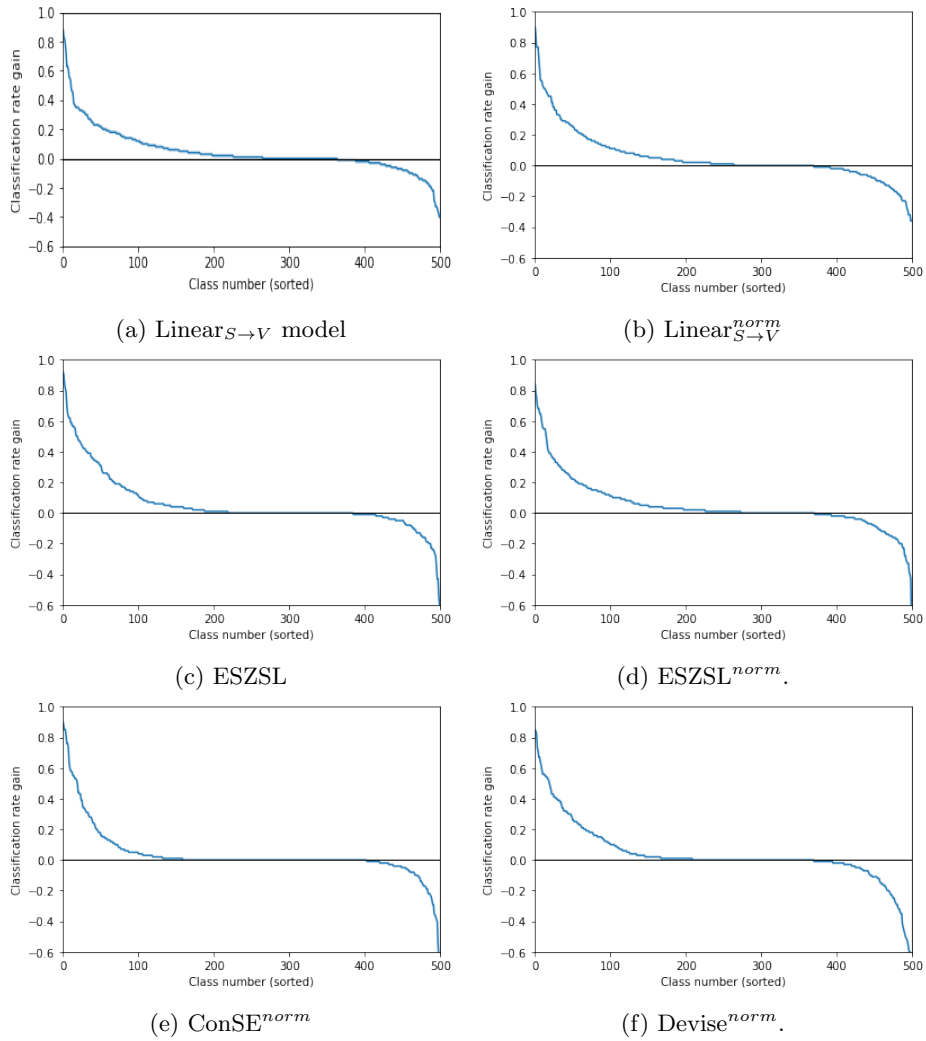 1.0
0.8
0.6
0.4
0.2
0.0
−0.2
−0.4
−0.6
Classification rate gain
0 100 200 300 400 500
Class number (sorted)
(a) Linear_{S→V} model
1.0
0.8
0.6
0.4
0.2
0.0
−0.2
−0.4
−0.6
Classification rate gain
0 100 200 300 400 500
Class number (sorted)
(b) Linear^{norm}_{S→V}
1.0
0.8
0.6
0.4
0.2
0.0
−0.2
−0.4
−0.6
Classification rate gain
0 100 200 300 400 500
Class number (sorted)
(c) ESZSL
1.0
0.8
0.6
0.4
0.2
0.0
−0.2
−0.4
−0.6
Classification rate gain
0 100 200 300 400 500
Class number (sorted)
(d) ESZSL^{norm}.
1.0
0.8
0.6
0.4
0.2
0.0
−0.2
−0.4
−0.6
Classification rate gain
0 100 200 300 400 500
Class number (sorted)
(e) ConSE^{norm}
1.0
0.8
0.6
0.4
0.2
0.0
−0.2
−0.4
−0.6
Classification rate gain
0 100 200 300 400 500
Class number (sorted)
(f) Devise^{norm}.